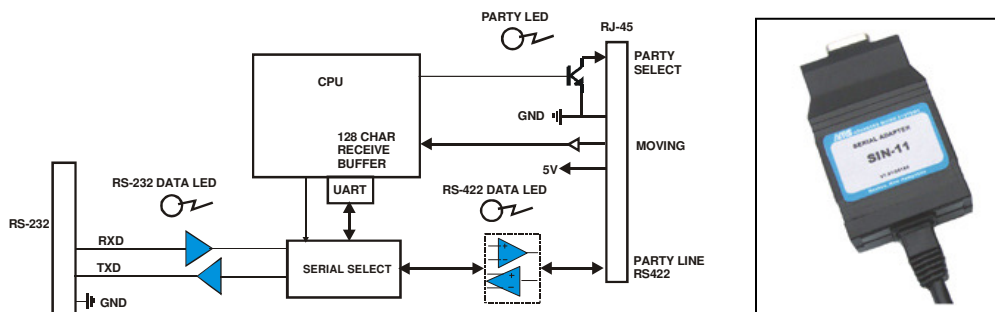 PARTY LED
RJ-45
CPU
PARTY
SELECT
GND
128 CHAR
RECEIVE
BUFFER
MOVING
5V
UART
RS-232 DATA LED
RS-422 DATA LED
RS-232
RXD
TXD
SERIAL SELECT
PARTY LINE
RS422
GND
SERIAL ADAPTER
SIN-11